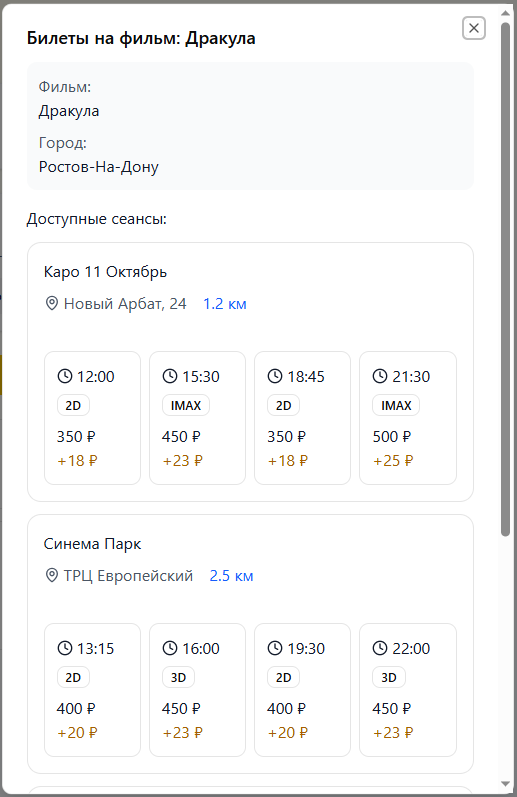 Билеты на фильм: Дракула
Фильм:
Дракула
Город:
Ростов-На-Дону
Доступные сеансы:
Каро 11 Октябрь
Новый Арбат, 24 1.2 км
12:00 15:30 18:45 21:30
2D IMAX 2D IMAX
350 ₽ 450 ₽ 350 ₽ 500 ₽
+18 ₽ +23 ₽ +18 ₽ +25 ₽
Синема Парк
ТРЦ Европейский 2.5 км
13:15 16:00 19:30 22:00
2D 3D 2D 3D
400 ₽ 450 ₽ 400 ₽ 450 ₽
+20 ₽ +23 ₽ +20 ₽ +23 ₽